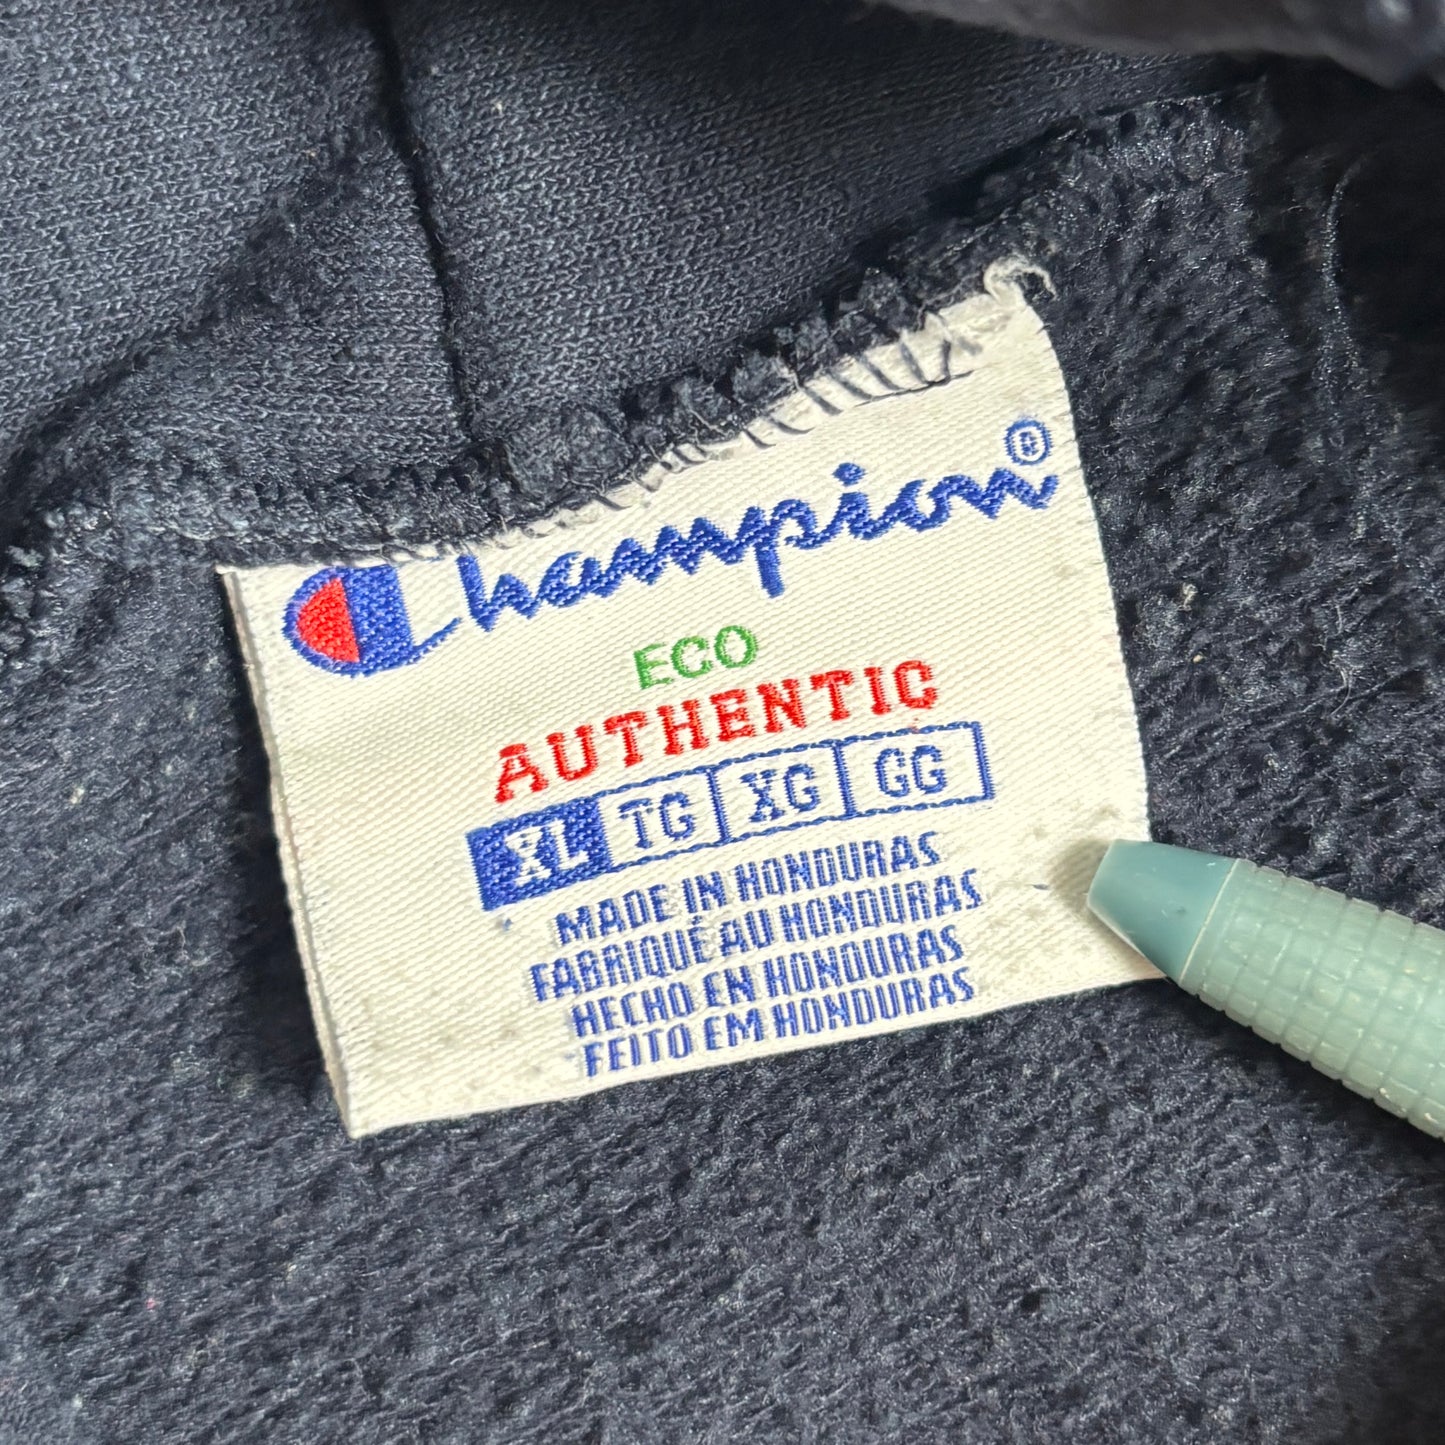 Champion®
ECO
AUTHENTIC
XL TG XG GG
MADE IN HONDURAS
FABRIQUÉ AU HONDURAS
HECHO EN HONDURAS
FEITO EM HONDURAS